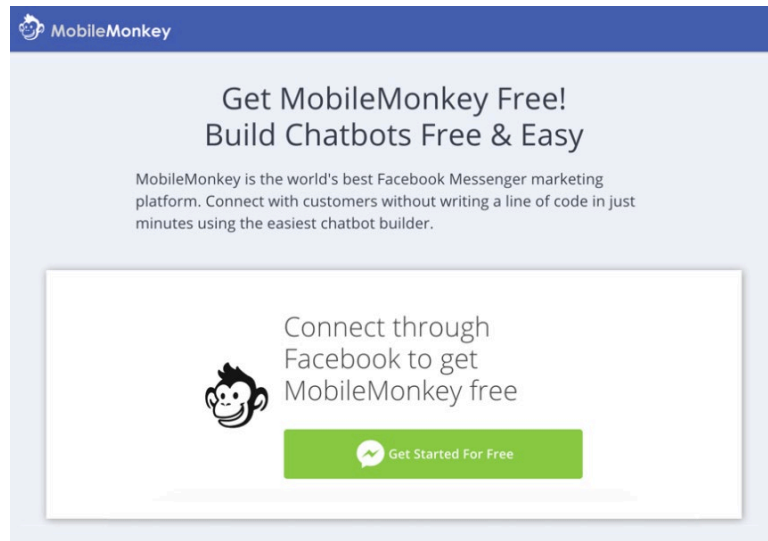 MobileMonkey
Get MobileMonkey Free!
Build Chatbots Free & Easy
MobileMonkey is the world's best Facebook Messenger marketing
platform. Connect with customers without writing a line of code in just
minutes using the easiest chatbot builder.
Connect through
Facebook to get
MobileMonkey free
Get Started For Free